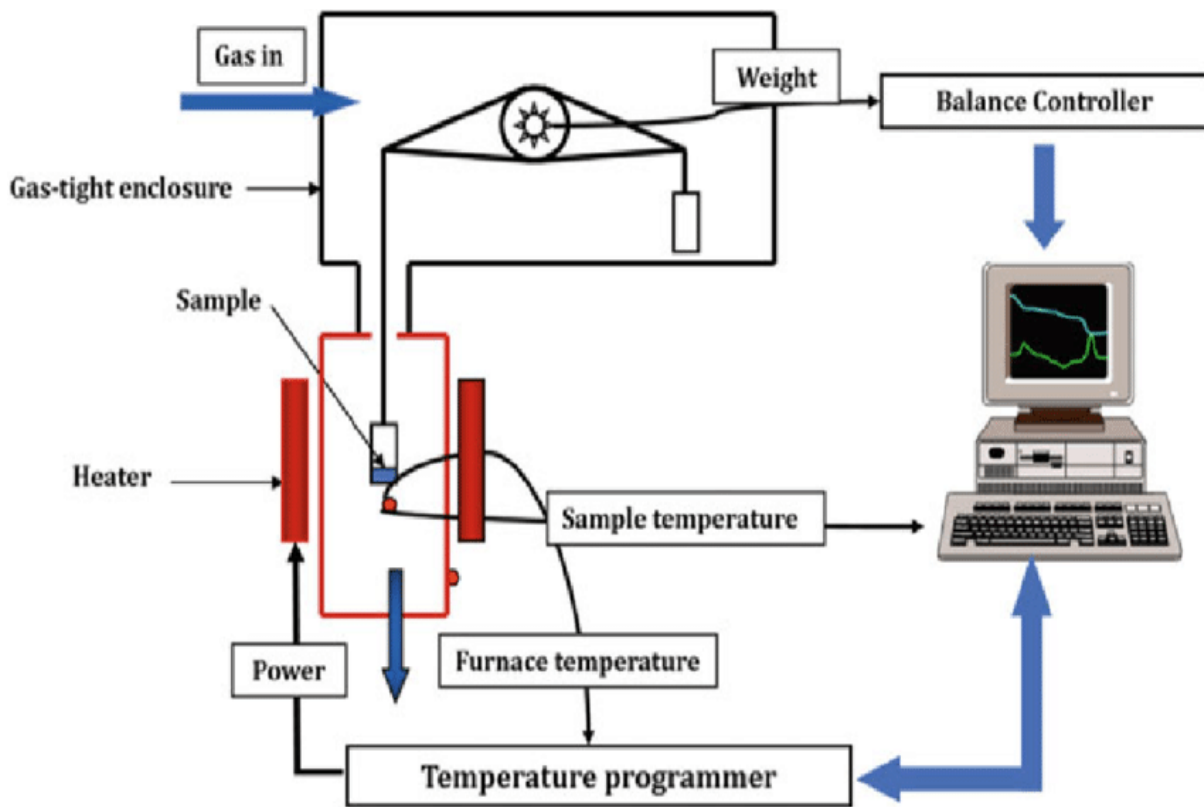 Gas in
Weight
Balance Controller
Gas-tight enclosure
Sample
Heater
Sample temperature
Power
Furnace temperature
Temperature programmer